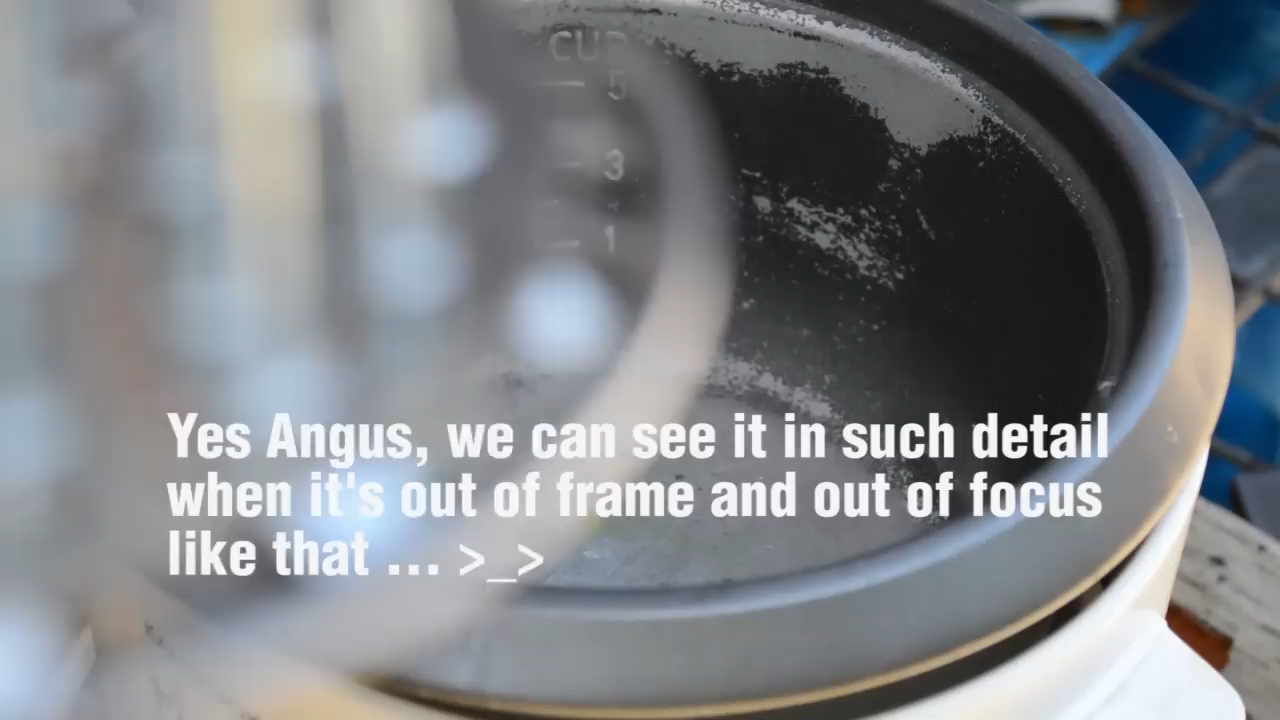 CUP
5
3
1
Yes Angus, we can see it in such detail
when it's out of frame and out of focus
like that ... >_>